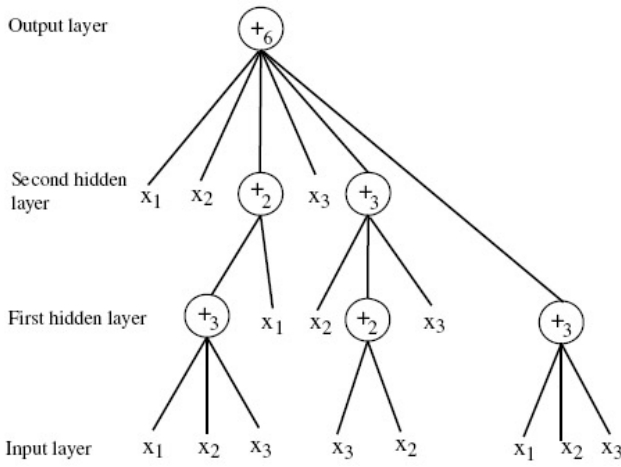 Output layer +6
Second hidden layer x1 x2 +2 x3 +3
First hidden layer +3 x1 x2 +2 x3 +3
Input layer x1 x2 x3 x3 x2 x1 x2 x3